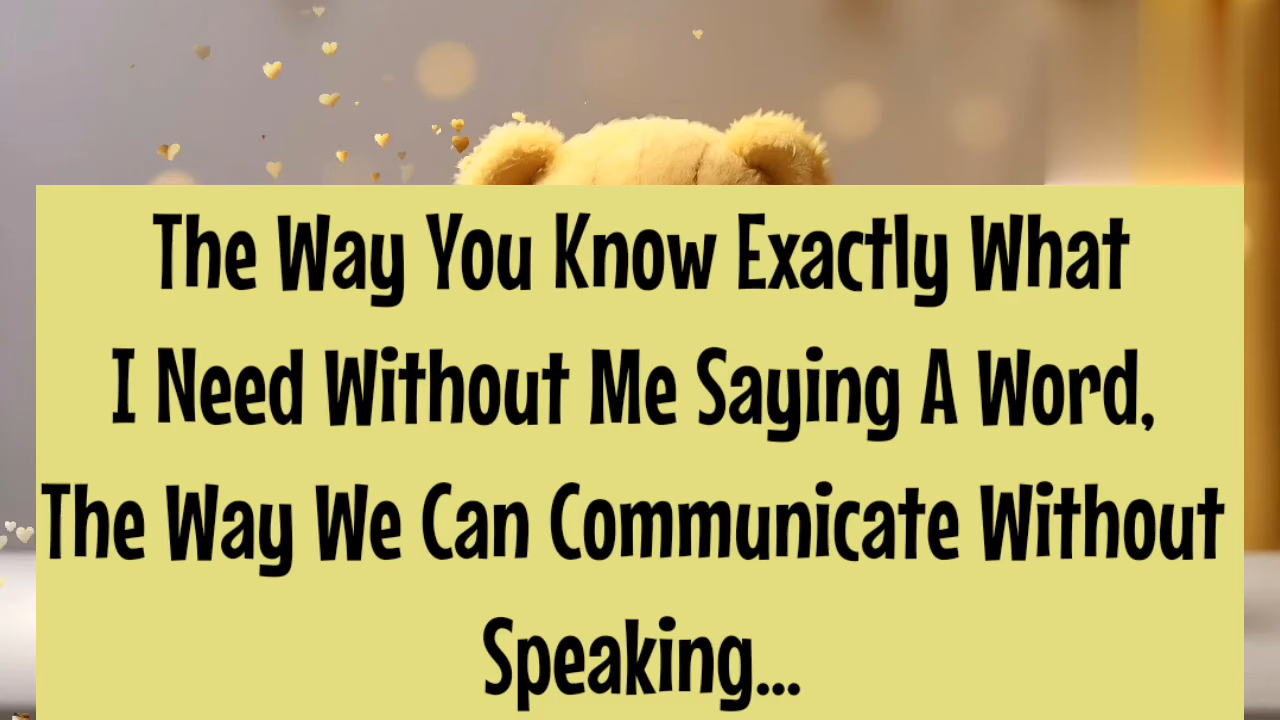 The Way You Know Exactly What
I Need Without Me Saying A Word,
The Way We Can Communicate Without
Speaking...